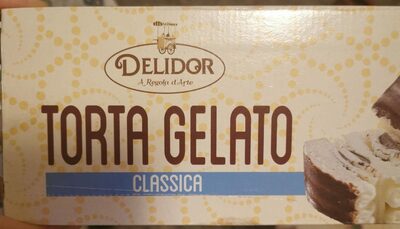 DELIDOR
A Regola d'Arte
TORTA GELATO
CLASSICA